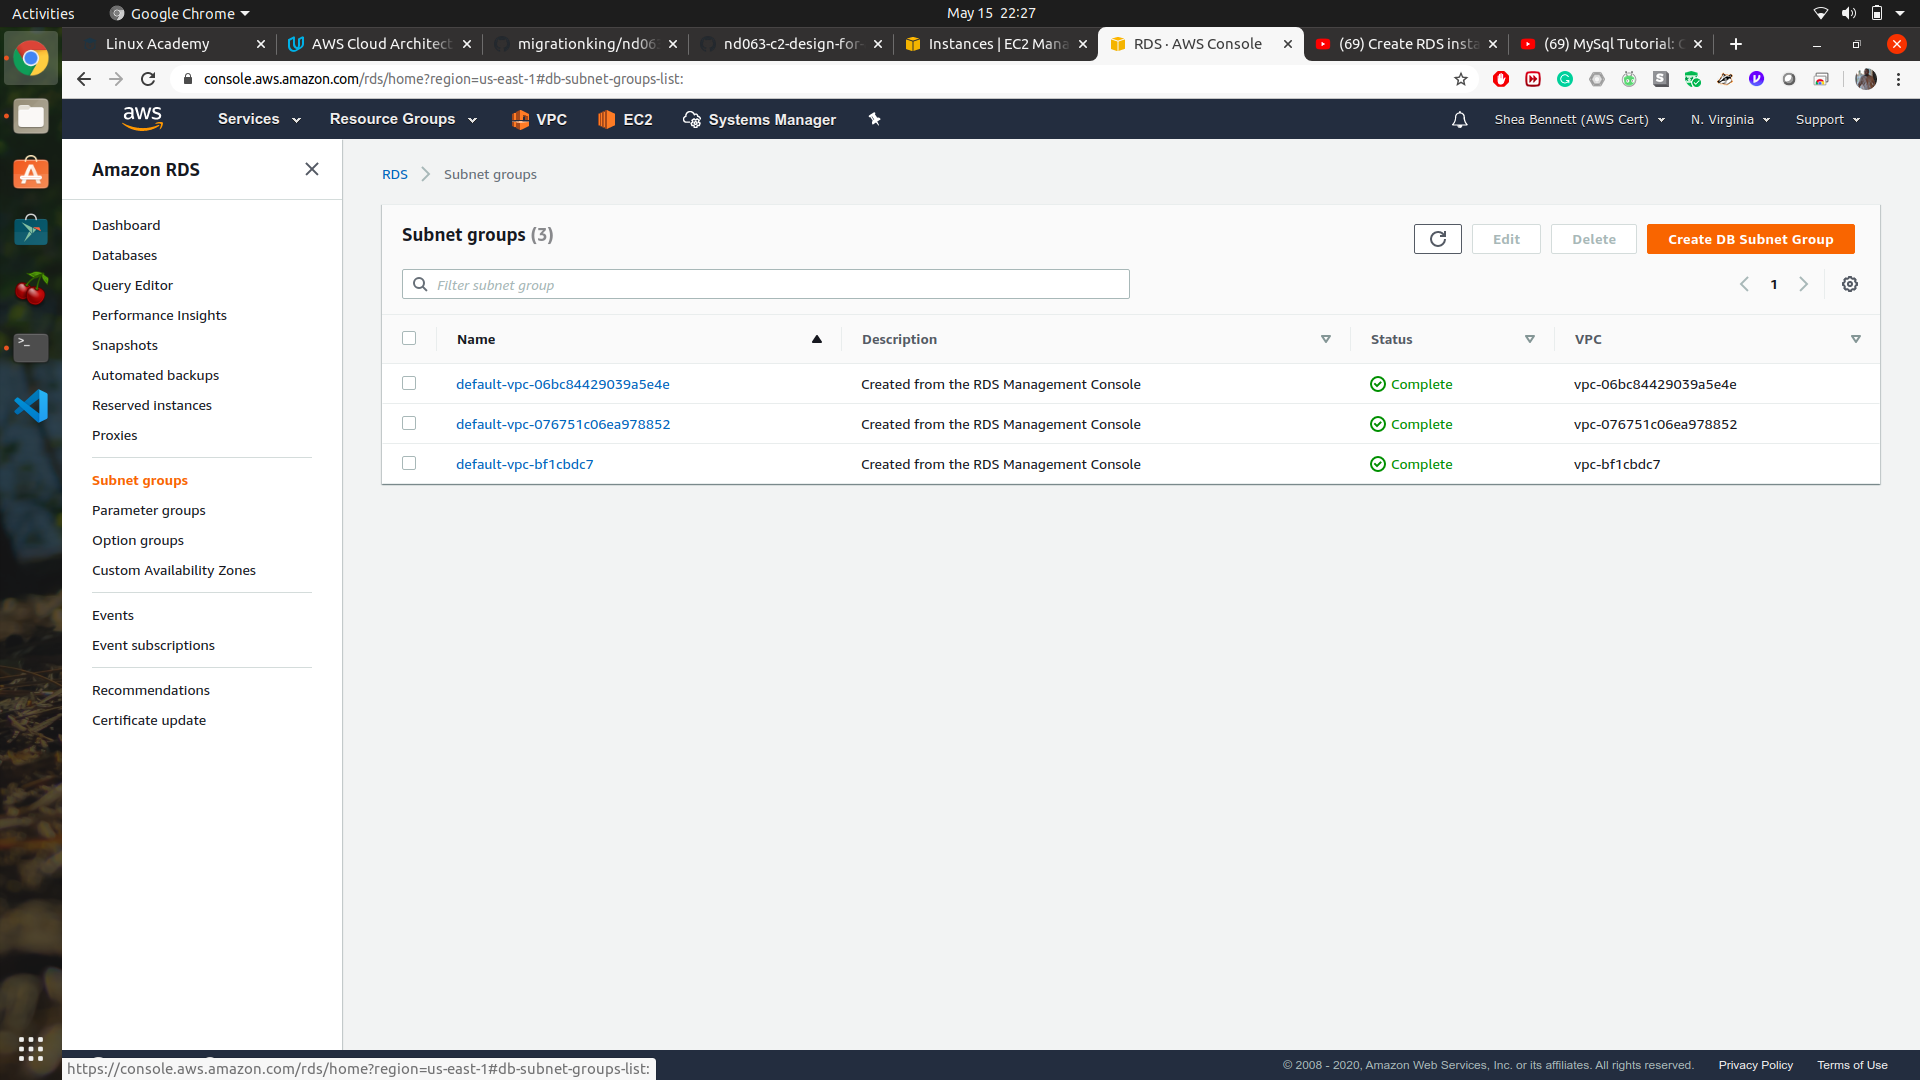 Activities
Google Chrome
May 15 22:27
Linux Academy
AWS Cloud Architect
migrationking/nd063
nd063-c2-design-for-
Instances | EC2 Mana
RDS · AWS Console
(69) Create RDS insta
(69) MySql Tutorial: C
console.aws.amazon.com/rds/home?region=us-east-1#db-subnet-groups-list:
aws
Services
Resource Groups
VPC
EC2
Systems Manager
Shea Bennett (AWS Cert)
N. Virginia
Support
Amazon RDS
Dashboard
Databases
Query Editor
Performance Insights
Snapshots
Automated backups
Reserved instances
Proxies
Subnet groups
Parameter groups
Option groups
Custom Availability Zones
Events
Event subscriptions
Recommendations
Certificate update
RDS
Subnet groups
Subnet groups (3)
Edit
Delete
Create DB Subnet Group
Filter subnet group
1
Name
Description
Status
VPC
default-vpc-06bc84429039a5e4e
Created from the RDS Management Console
Complete
vpc-06bc84429039a5e4e
default-vpc-076751c06ea978852
Created from the RDS Management Console
Complete
vpc-076751c06ea978852
default-vpc-bf1cbdc7
Created from the RDS Management Console
Complete
vpc-bf1cbdc7
https://console.aws.amazon.com/rds/home?region=us-east-1#db-subnet-groups-list:
© 2008 - 2020, Amazon Web Services, Inc. or its affiliates. All rights reserved.
Privacy Policy
Terms of Use